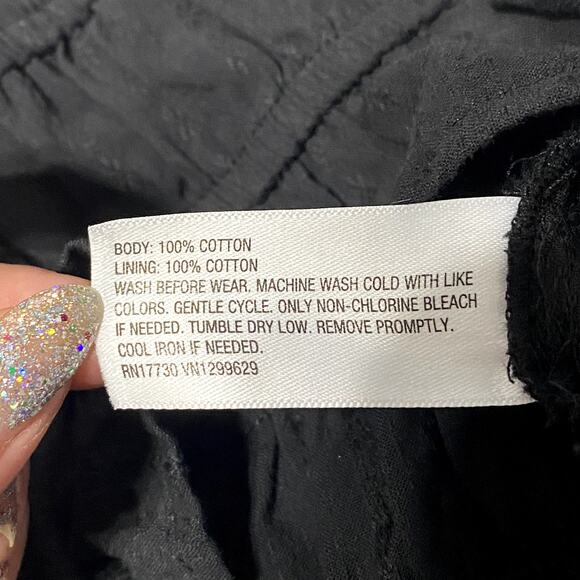 BODY: 100% COTTON
LINING: 100% COTTON
WASH BEFORE WEAR. MACHINE WASH COLD WITH LIKE
COLORS. GENTLE CYCLE. ONLY NON-CHLORINE BLEACH
IF NEEDED. TUMBLE DRY LOW. REMOVE PROMPTLY.
COOL IRON IF NEEDED.
RN17730 VN1299629